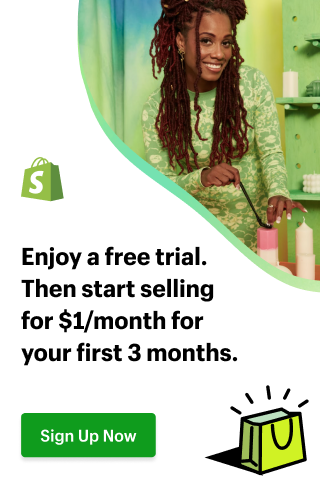 S
Enjoy a free trial.
Then start selling
for $1/month for
your first 3 months.
Sign Up Now